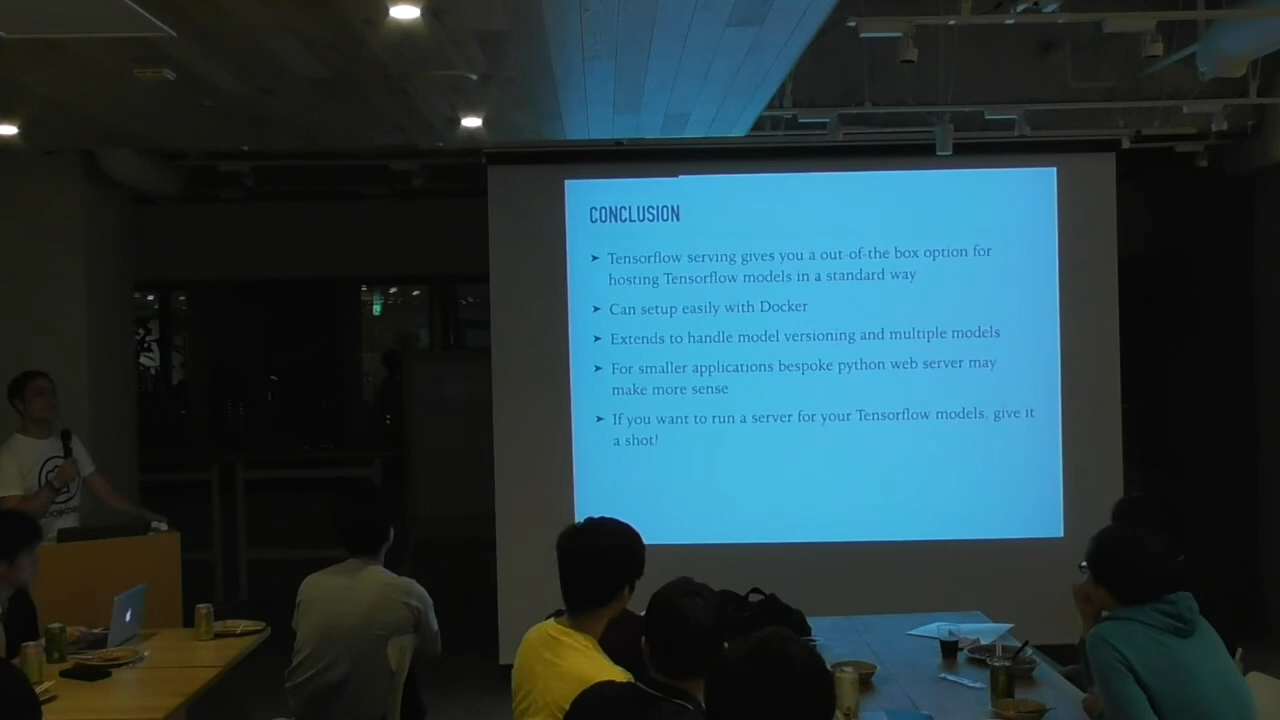 CONCLUSION
➤ Tensorflow serving gives you a out-of-the box option for
hosting Tensorflow models in a standard way
➤ Can setup easily with Docker
➤ Extends to handle model versioning and multiple models
➤ For smaller applications bespoke python web server may
make more sense
➤ If you want to run a server for your Tensorflow models, give it
a shot!